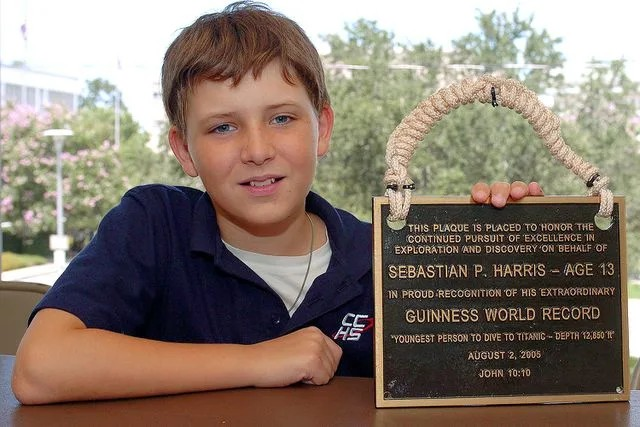 THIS PLAQUE IS PLACED TO HONOR THE
CONTINUED PURSUIT OF EXCELLENCE IN
EXPLORATION AND DISCOVERY ON BEHALF OF
SEBASTIAN P. HARRIS – AGE 13
IN PROUD RECOGNITION OF HIS EXTRAORDINARY
GUINNESS WORLD RECORD
"YOUNGEST PERSON TO DIVE TO TITANIC – DEPTH 12,850 ft"
AUGUST 2, 2005
JOHN 10:10
CC
HS